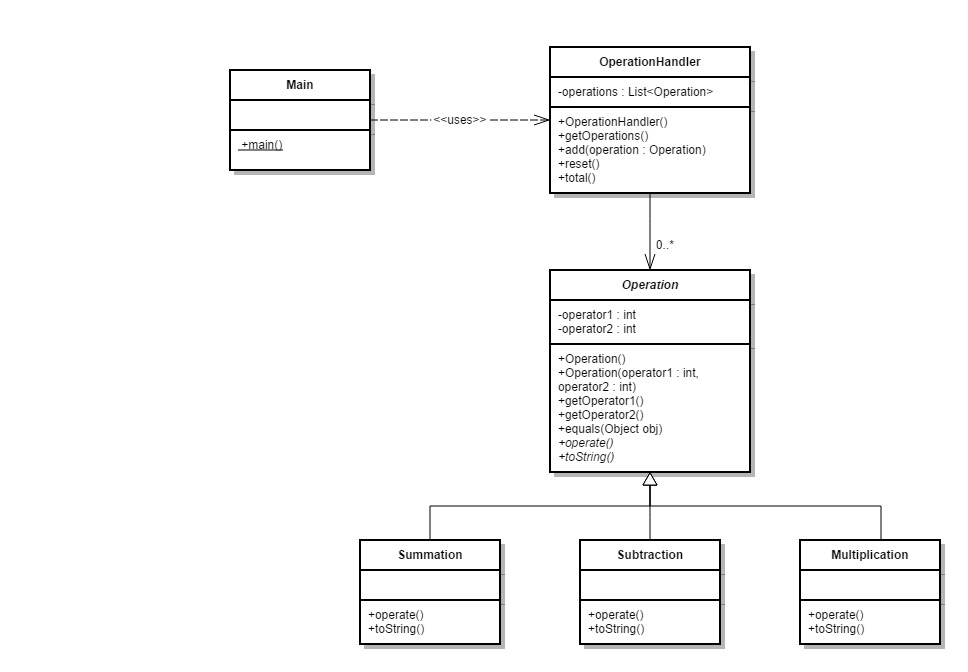 Main
+main()
<<uses>>
OperationHandler
-operations : List<Operation>
+OperationHandler()
+getOperations()
+add(operation : Operation)
+reset()
+total()
0..*
Operation
-operator1 : int
-operator2 : int
+Operation()
+Operation(operator1 : int,
operator2 : int)
+getOperator1()
+getOperator2()
+equals(Object obj)
+operate()
+toString()
Summation
+operate()
+toString()
Subtraction
+operate()
+toString()
Multiplication
+operate()
+toString()